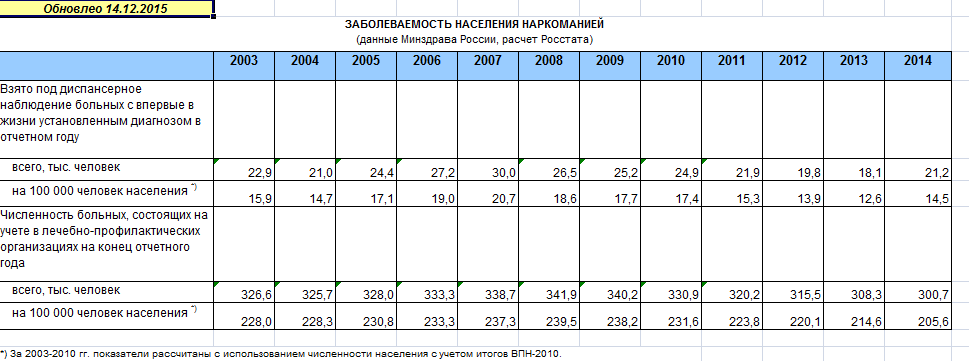 Обновлео 14.12.2015
ЗАБОЛЕВАЕМОСТЬ НАСЕЛЕНИЯ НАРКОМАНИЕЙ
(данные Минздрава России, расчет Росстата)
2003 2004 2005 2006 2007 2008 2009 2010 2011 2012 2013 2014
Взято под диспансерное
наблюдение больных с впервые в
жизни установленным диагнозом в
отчетном году
всего, тыс. человек 22,9 21,0 24,4 27,2 30,0 26,5 25,2 24,9 21,9 19,8 18,1 21,2
на 100 000 человек населения *) 15,9 14,7 17,1 19,0 20,7 18,6 17,7 17,4 15,3 13,9 12,6 14,5
Численность больных, состоящих на
учете в лечебно-профилактических
организациях на конец отчетного
года
всего, тыс. человек 326,6 325,7 328,0 333,3 338,7 341,9 340,2 330,9 320,2 315,5 308,3 300,7
на 100 000 человек населения *) 228,0 228,3 230,8 233,3 237,3 239,5 238,2 231,6 223,8 220,1 214,6 205,6
*) За 2003-2010 гг. показатели рассчитаны с использованием численности населения с учетом итогов ВПН-2010.